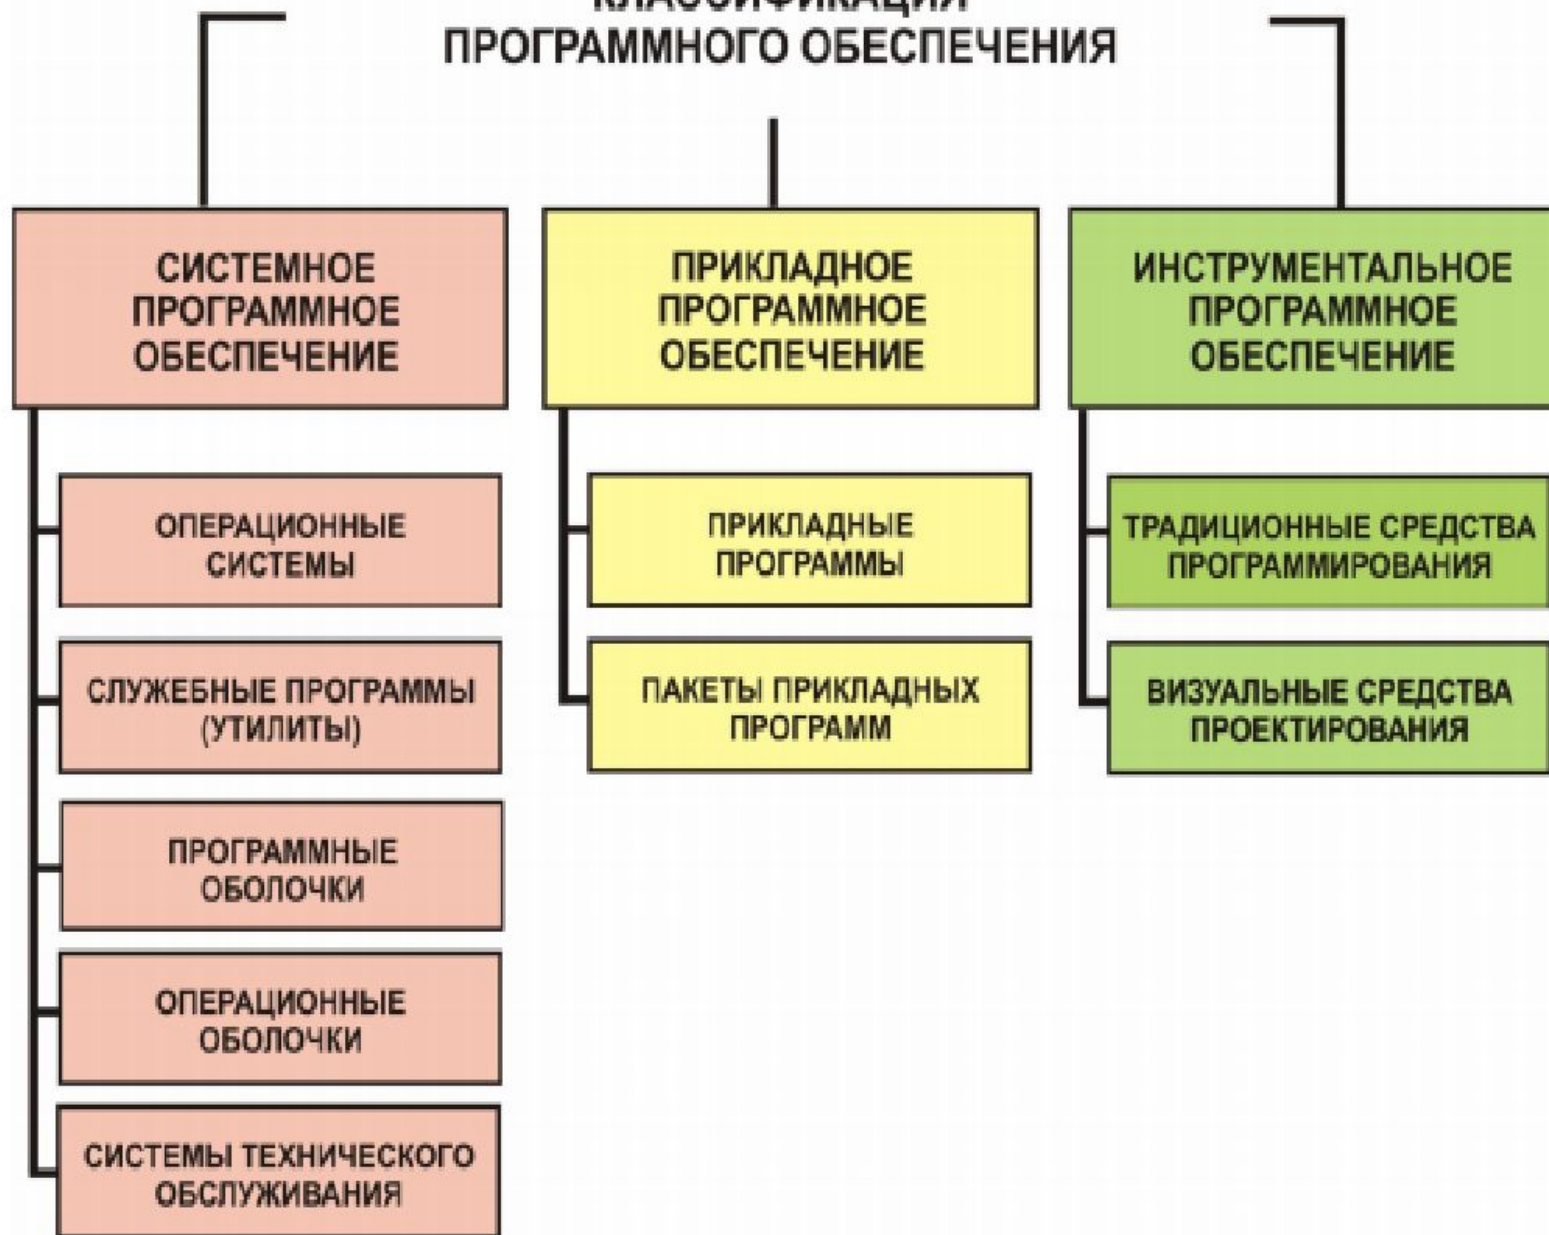 КЛАССИФИКАЦИЯ
ПРОГРАММНОГО ОБЕСПЕЧЕНИЯ
СИСТЕМНОЕ
ПРОГРАММНОЕ
ОБЕСПЕЧЕНИЕ
ОПЕРАЦИОННЫЕ
СИСТЕМЫ
СЛУЖЕБНЫЕ ПРОГРАММЫ
(УТИЛИТЫ)
ПРОГРАММНЫЕ
ОБОЛОЧКИ
ОПЕРАЦИОННЫЕ
ОБОЛОЧКИ
СИСТЕМЫ ТЕХНИЧЕСКОГО
ОБСЛУЖИВАНИЯ
ПРИКЛАДНОЕ
ПРОГРАММНОЕ
ОБЕСПЕЧЕНИЕ
ПРИКЛАДНЫЕ
ПРОГРАММЫ
ПАКЕТЫ ПРИКЛАДНЫХ
ПРОГРАММ
ИНСТРУМЕНТАЛЬНОЕ
ПРОГРАММНОЕ
ОБЕСПЕЧЕНИЕ
ТРАДИЦИОННЫЕ СРЕДСТВА
ПРОГРАММИРОВАНИЯ
ВИЗУАЛЬНЫЕ СРЕДСТВА
ПРОЕКТИРОВАНИЯ